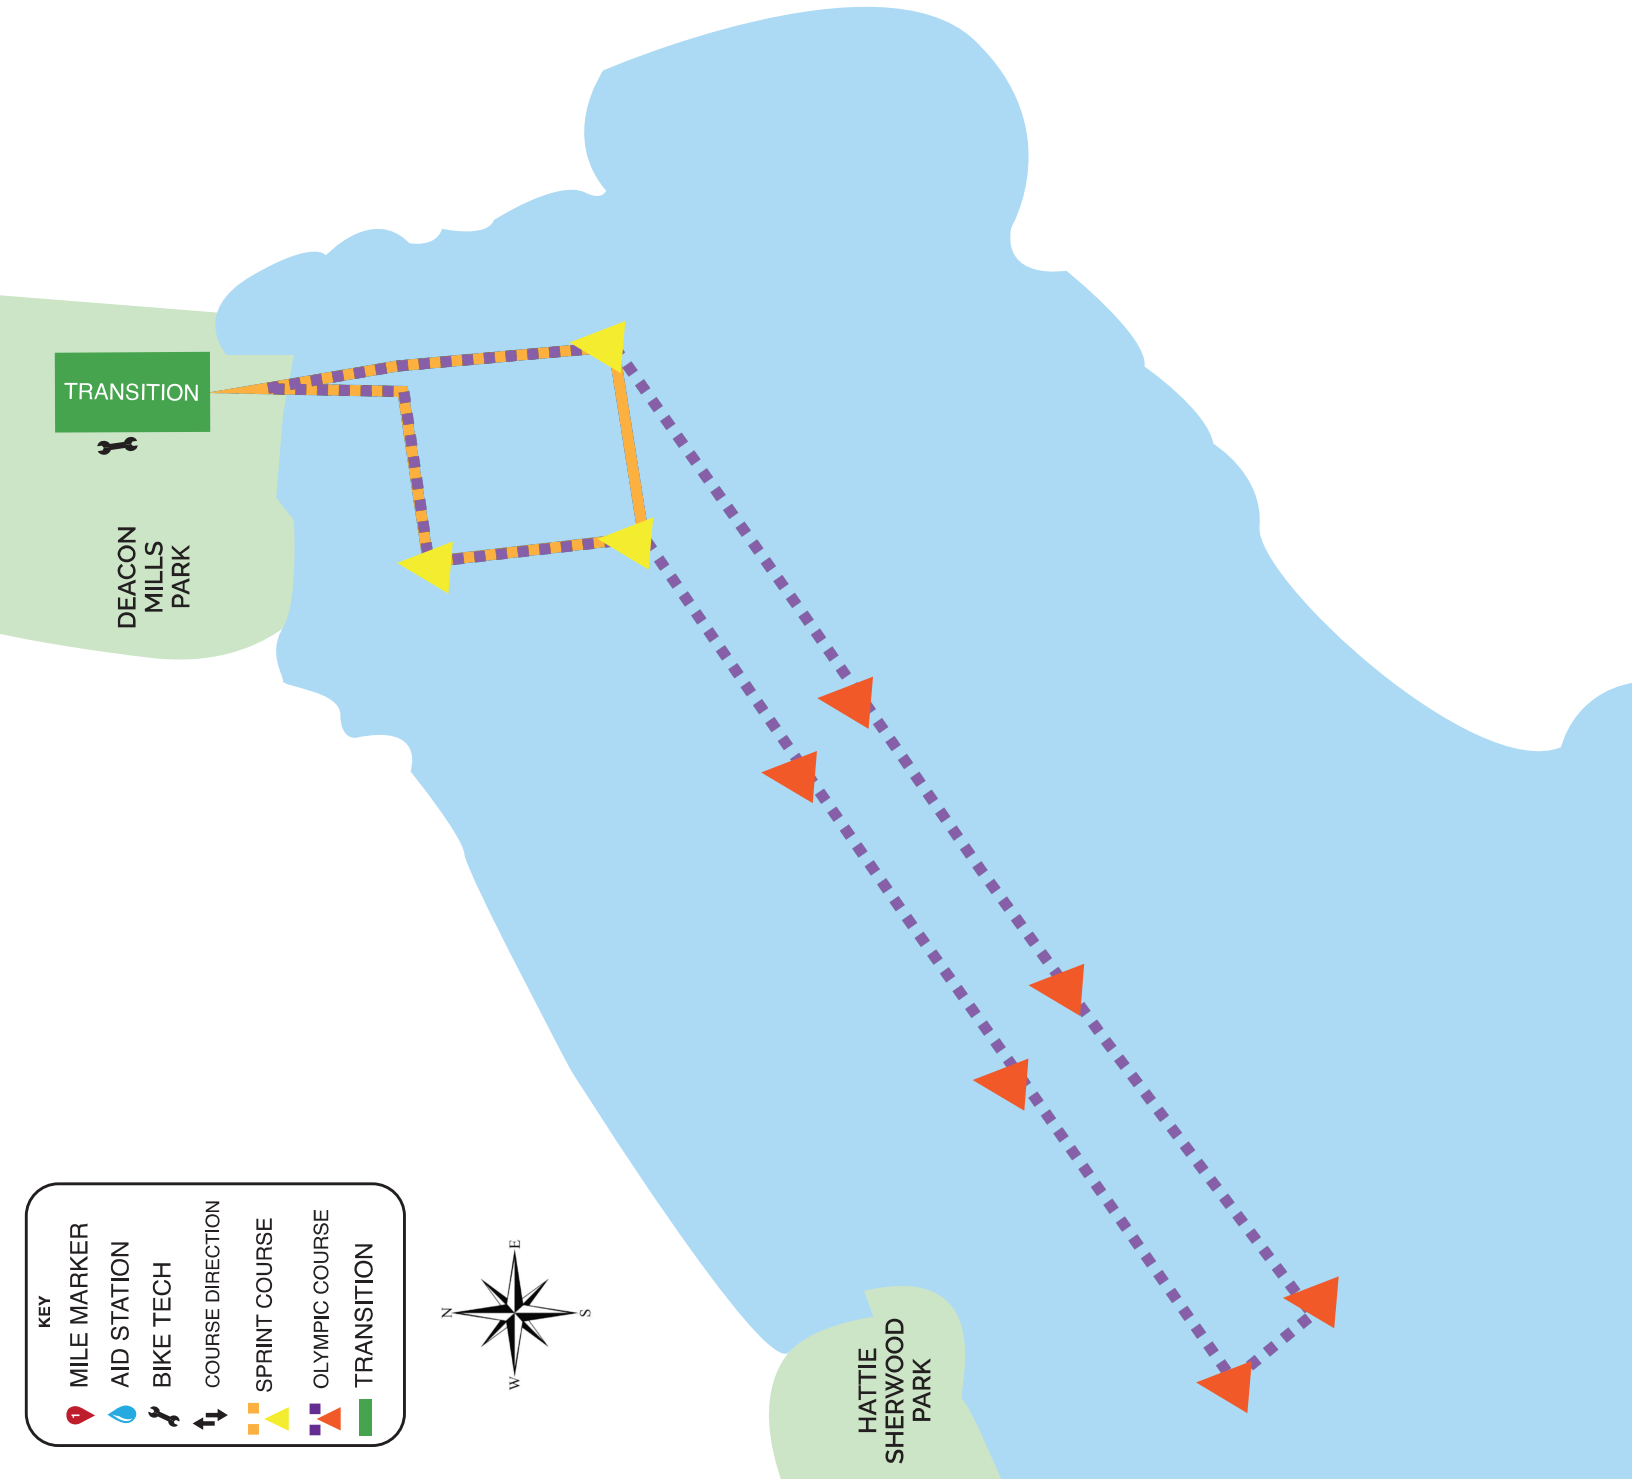 TRANSITION
DEACON
MILLS
PARK
KEY
1
MILE MARKER
AID STATION
BIKE TECH
COURSE DIRECTION
SPRINT COURSE
OLYMPIC COURSE
TRANSITION
N
E
S
W
HATTIE
SHERWOOD
PARK